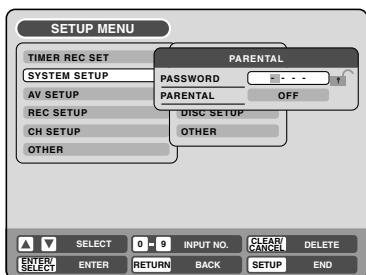 SETUP MENU
TIMER REC SET
SYSTEM SETUP
AV SETUP
REC SETUP
CH SETUP
OTHER
PARENTAL
PASSWORD - - - -
PARENTAL OFF
DISC SETUP
OTHER
SELECT 0 - 9 INPUT NO. CLEAR/CANCEL DELETE
ENTER/SELECT ENTER RETURN BACK SETUP END